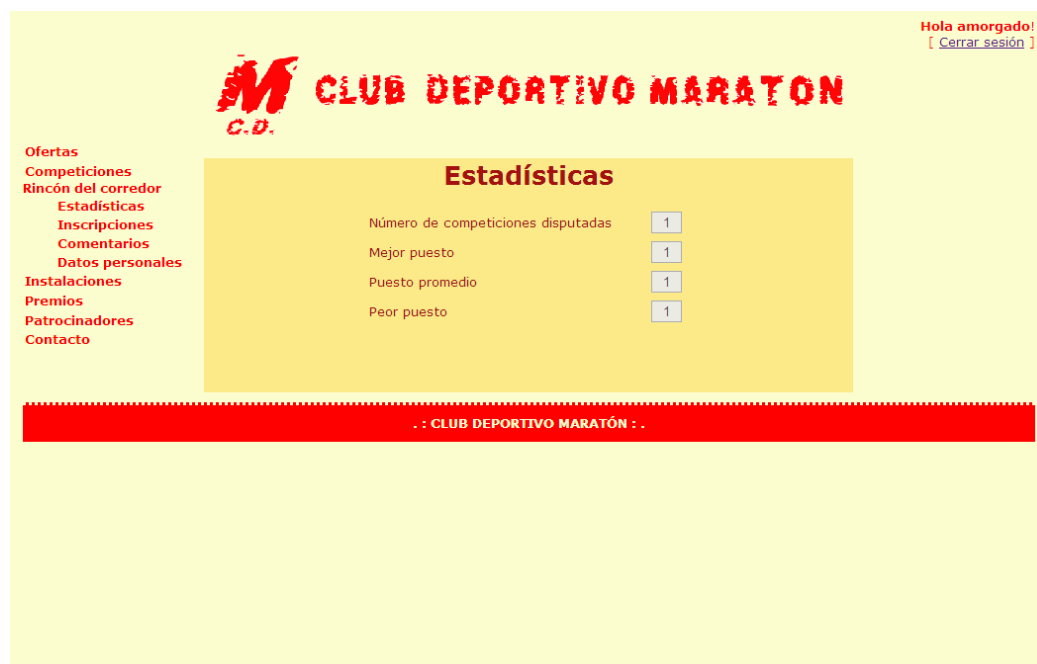 Hola amorgado!
[ Cerrar sesión ]
M CLUB DEPORTIVO MARATON
C.D.
Ofertas
Competiciones
Rincón del corredor
Estadísticas
Inscripciones
Comentarios
Datos personales
Instalaciones
Premios
Patrocinadores
Contacto
Estadísticas
Número de competiciones disputadas 1
Mejor puesto 1
Puesto promedio 1
Peor puesto 1
. : CLUB DEPORTIVO MARATÓN : .